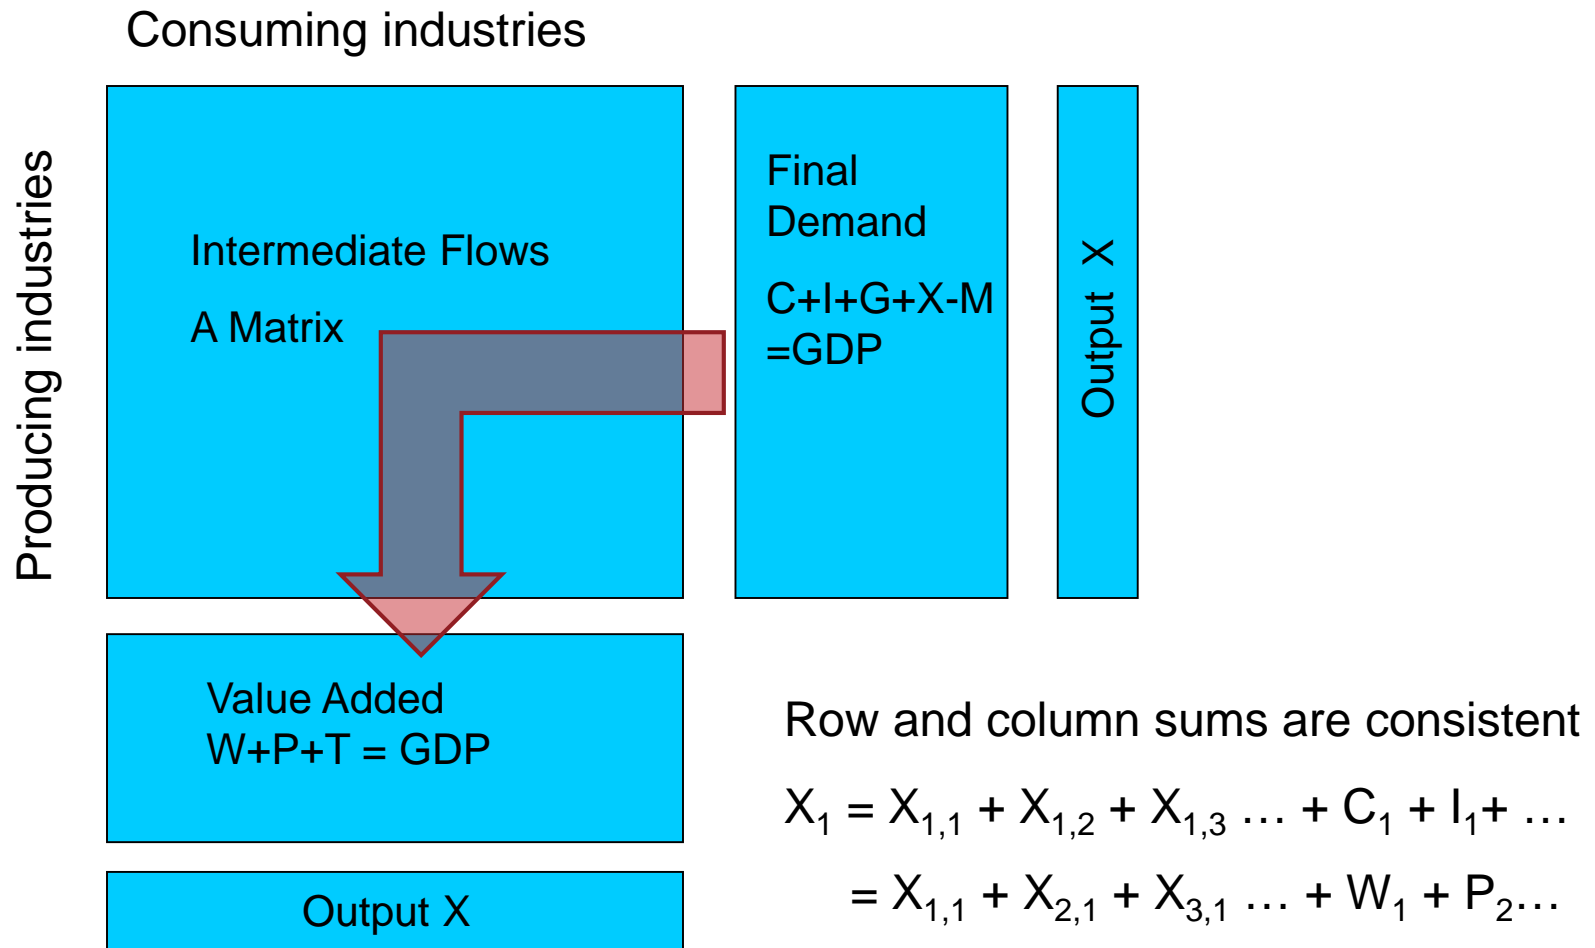 Consuming industries
Producing industries
Intermediate Flows
A Matrix
Final
Demand
C+I+G+X-M
=GDP
Output X
Value Added
W+P+T = GDP
Output X
Row and column sums are consistent
X₁ = X₁,₁ + X₁,₂ + X₁,₃ … + C₁ + I₁+ …
= X₁,₁ + X₂,₁ + X₃,₁ … + W₁ + P₂…